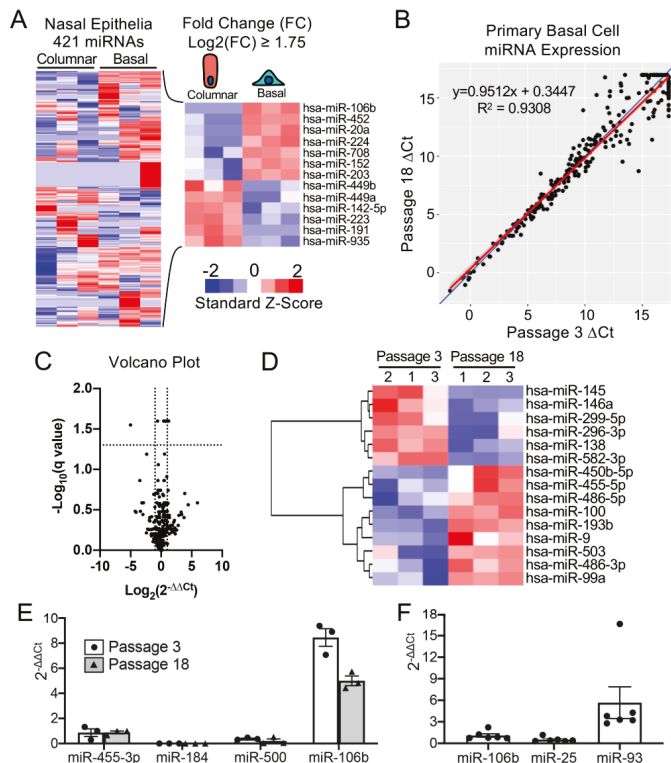 A
Nasal Epithelia
421 miRNAs
Columnar Basal
Fold Change (FC)
Log2(FC) ≥ 1.75
Columnar Basal
hsa-miR-106b
hsa-miR-452
hsa-miR-20a
hsa-miR-224
hsa-miR-708
hsa-miR-152
hsa-miR-203
hsa-miR-449b
hsa-miR-449a
hsa-miR-142-5p
hsa-miR-223
hsa-miR-191
hsa-miR-935
-2 0 2
Standard Z-Score
B
Primary Basal Cell
miRNA Expression
y=0.9512x + 0.3447
R² = 0.9308
Passage 18 ΔCt
15
10
5
0
0 5 10 15
Passage 3 ΔCt
C
Volcano Plot
-Log10(q value)
2.0
1.5
1.0
0.5
0.0
-10 -5 0 5 10
Log2(2-ΔΔCt)
D
Passage 3 Passage 18
2 1 3 1 2 3
hsa-miR-145
hsa-miR-146a
hsa-miR-299-5p
hsa-miR-296-3p
hsa-miR-138
hsa-miR-582-3p
hsa-miR-450b-5p
hsa-miR-455-5p
hsa-miR-486-5p
hsa-miR-100
hsa-miR-193b
hsa-miR-9
hsa-miR-503
hsa-miR-486-3p
hsa-miR-99a
E
2-ΔΔCt
10
8
6
4
2
0
Passage 3
Passage 18
miR-455-3p miR-184 miR-500 miR-106b
F
2-ΔΔCt
18
15
12
9
6
3
0
miR-106b miR-25 miR-93